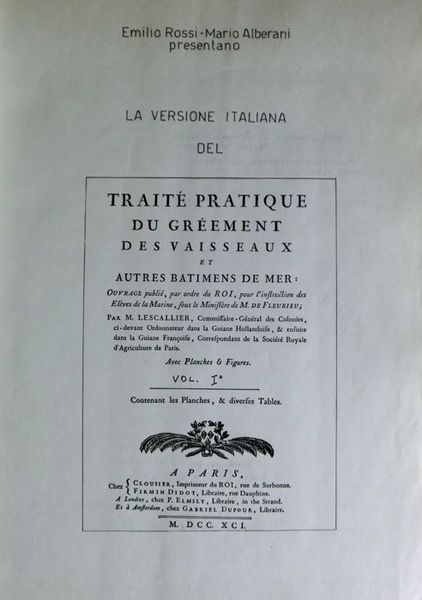 Emilio Rossi-Mario Alberani
presentano
LA VERSIONE ITALIANA
DEL
TRAITÉ PRATIQUE
DU GRÉEMENT
DES VAISSEAUX
ET
AUTRES BATIMENS DE MER:
OUVRAGE publié, par ordre du ROI, pour l'inſtruction des
Elèves de la Marine, ſous le Miniſtère de M. DE FLEURIEU;
PAR M. LESCALLIER, Commiſſaire-Général des Colonies,
ci-devant Ordonnateur dans la Guiane Hollandoiſe, & enſuite
dans la Guiane Françoiſe, Correſpondant de la Société Royale
d'Agriculture de Paris.
Avec Planches & Figures.
VOL. I°
Contenant les Planches, & diverſes Tables.
A PARIS,
Chez { CLOUSIER, Imprimeur du ROI, rue de Sorbonne.
FIRMIN DIDOT, Libraire, rue Dauphine.
A Londres, chez P. ELMSLY, Libraire, in the Strand.
Et à Amſterdam, chez GABRIEL DUFOUR, Libraire.
M. DCC. XCI.